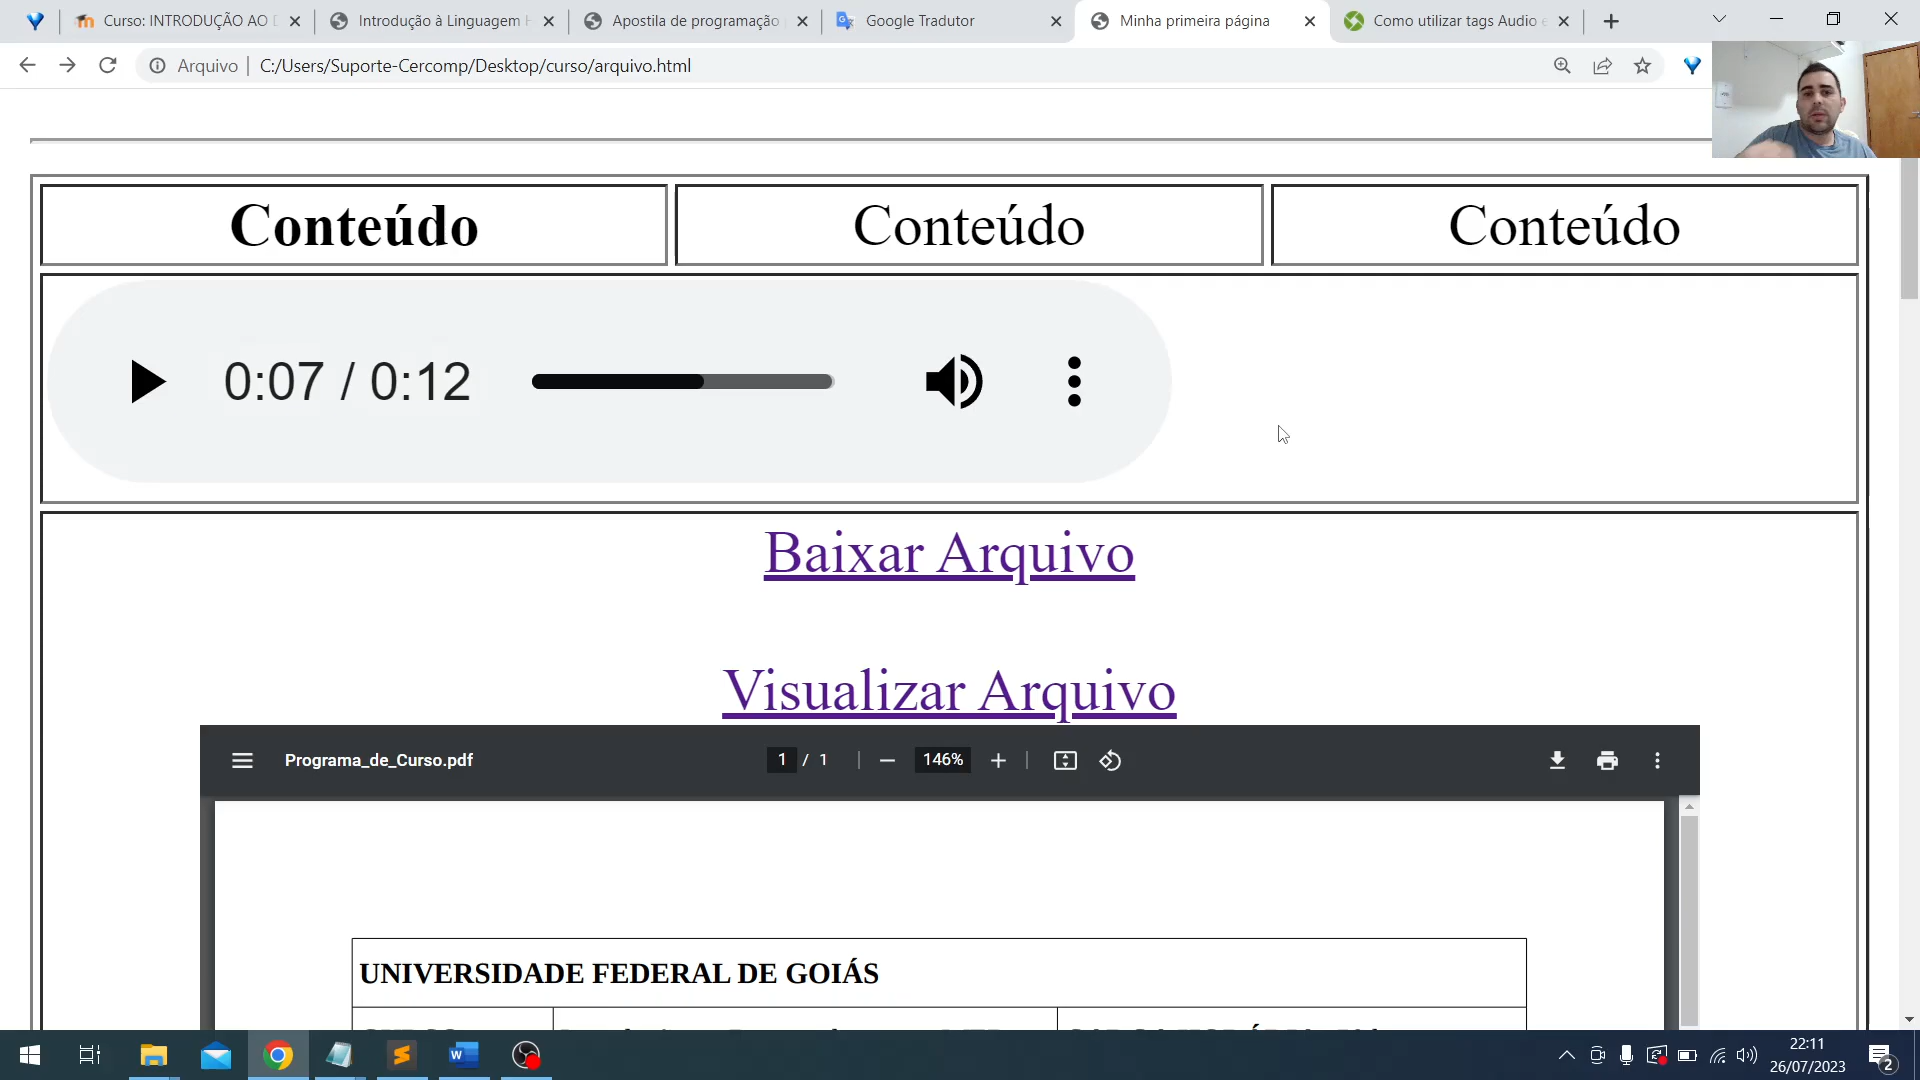 Curso: INTRODUÇÃO AO
Introdução à Linguagem
Apostila de programação
Google Tradutor
Minha primeira página
Como utilizar tags Audio e
Arquivo
C:/Users/Suporte-Cercomp/Desktop/curso/arquivo.html
Conteúdo
Conteúdo
Conteúdo
0:07 / 0:12
Baixar Arquivo
Visualizar Arquivo
Programa_de_Curso.pdf
1 / 1
146%
UNIVERSIDADE FEDERAL DE GOIÁS
22:11
26/07/2023
2